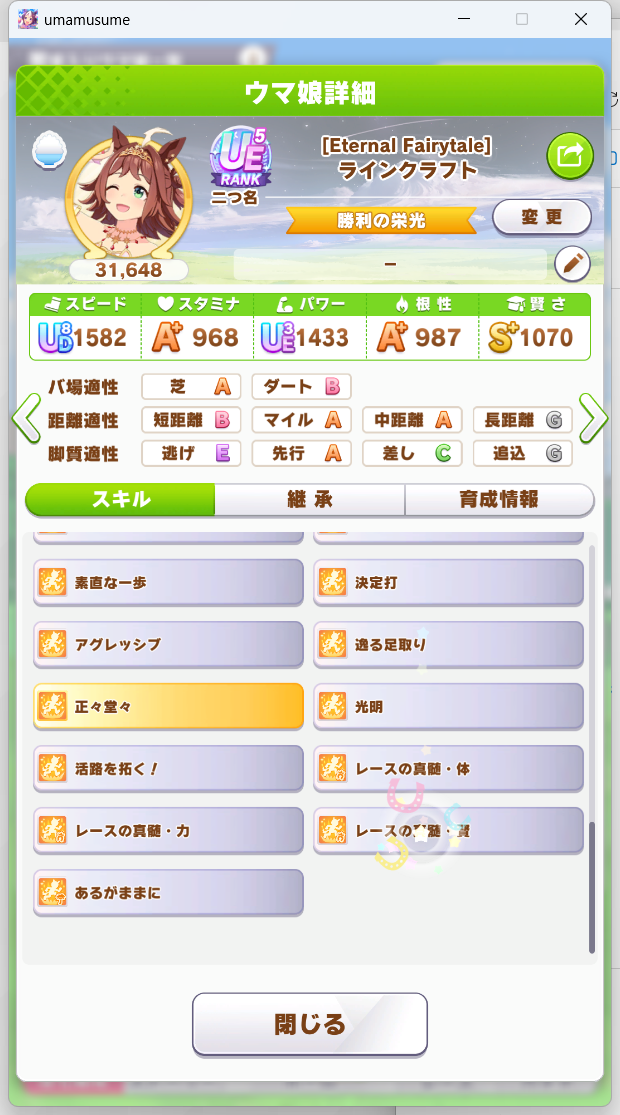 umamusume
ウマ娘詳細
UE5
RANK
[Eternal Fairytale]
ラインクラフト
二つ名
勝利の栄光
変更
31,648
–
スピード スタミナ パワー 根性 賢さ
UD8 1582 A+ 968 UE3 1433 A+ 987 S+ 1070
バ場適性 芝 A ダート B
距離適性 短距離 B マイル A 中距離 A 長距離 G
脚質適性 逃げ E 先行 A 差し C 追込 G
スキル 継承 育成情報
素直な一歩 決定打
アグレッシブ 逸る足取り
正々堂々 光明
活路を拓く! レースの真髄・体
レースの真髄・力 レースの真髄・賢
あるがままに
閉じる